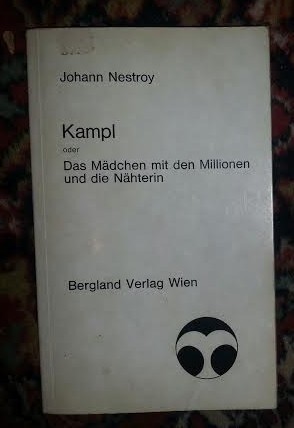 Johann Nestroy
Kampl
oder
Das Mädchen mit den Millionen
und die Nähterin
Bergland Verlag Wien